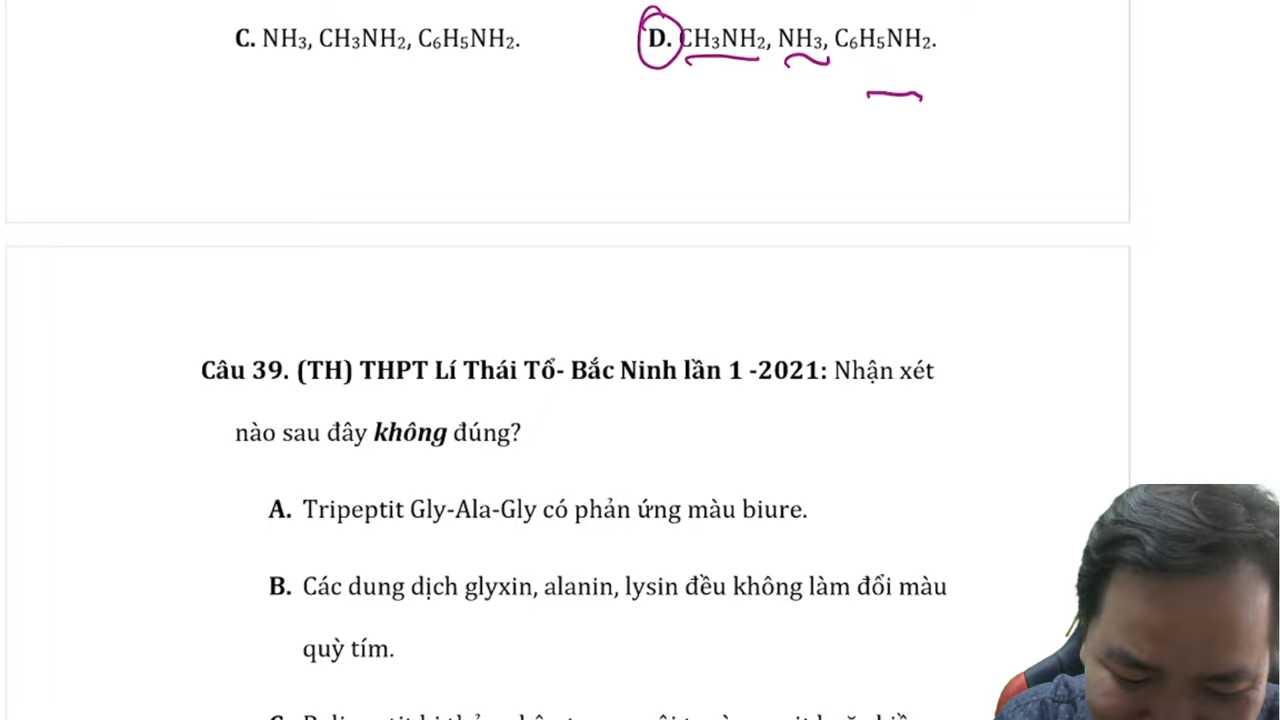 C. NH₃, CH₃NH₂, C₆H₅NH₂. D. CH₃NH₂, NH₃, C₆H₅NH₂.
Câu 39. (TH) THPT Lí Thái Tổ- Bắc Ninh lần 1 -2021: Nhận xét
nào sau đây không đúng?
A. Tripeptit Gly-Ala-Gly có phản ứng màu biure.
B. Các dung dịch glyxin, alanin, lysin đều không làm đổi màu
quỳ tím.